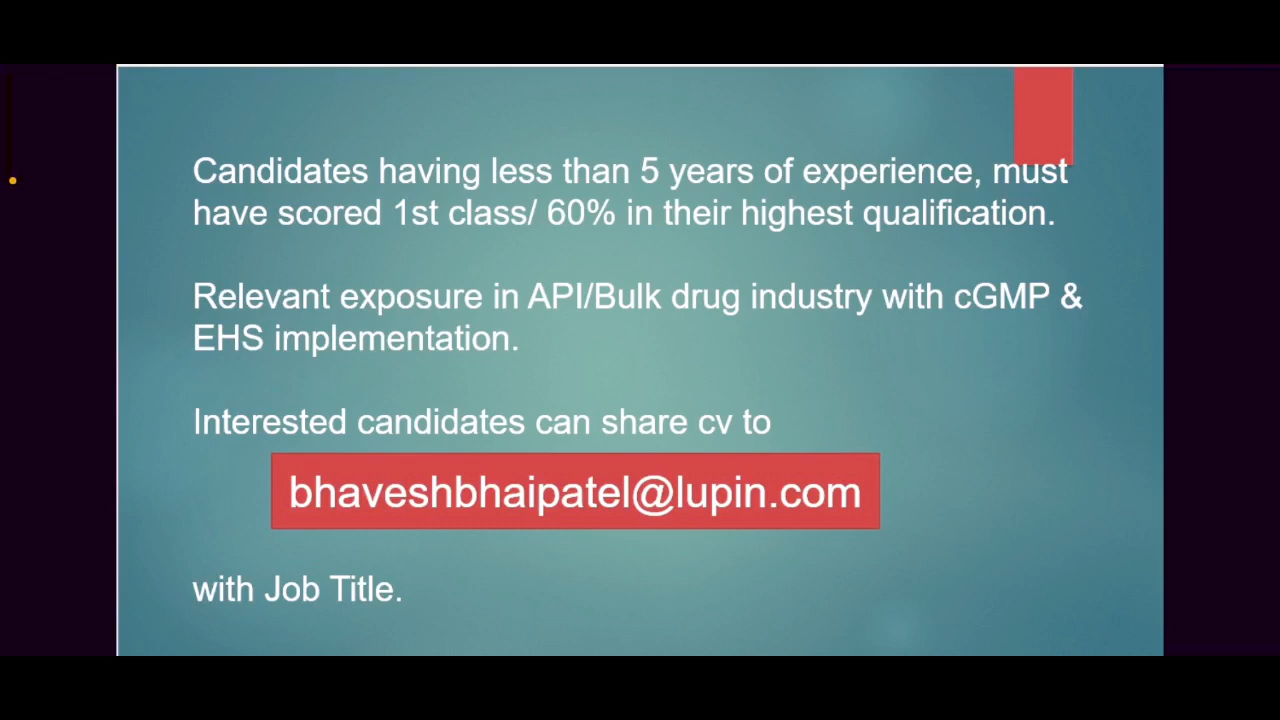 Candidates having less than 5 years of experience, must
have scored 1st class/ 60% in their highest qualification.
Relevant exposure in API/Bulk drug industry with cGMP &
EHS implementation.
Interested candidates can share cv to
bhaveshbhaipatel@lupin.com
with Job Title.